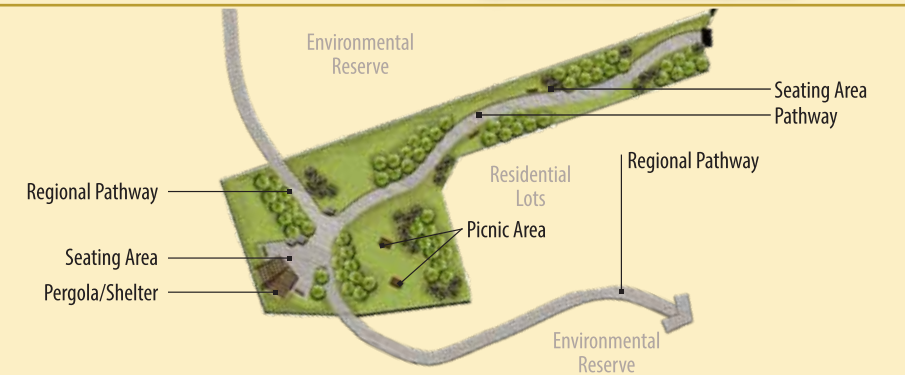 Environmental
Reserve
Seating Area
Pathway
Regional Pathway
Residential
Lots
Regional Pathway
Picnic Area
Seating Area
Pergola/Shelter
Environmental
Reserve